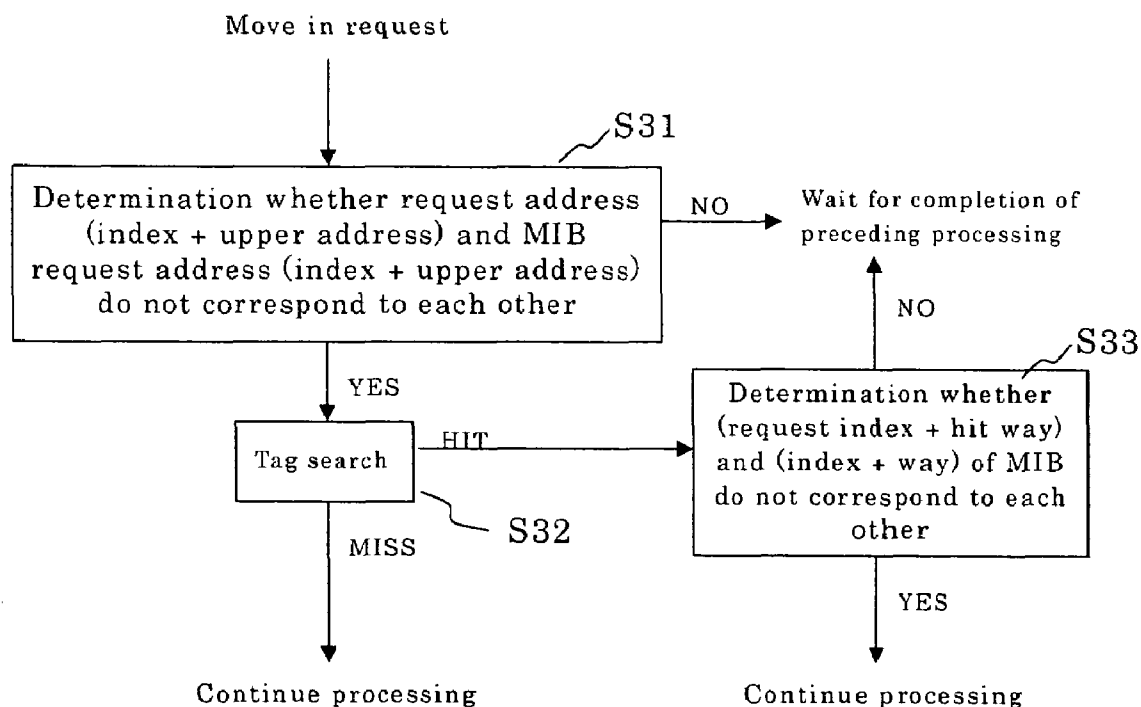 Move in request
S31
Determination whether request address
(index + upper address) and MIB
request address (index + upper address)
do not correspond to each other
NO
Wait for completion of
preceding processing
NO
S33
YES
Determination whether
(request index + hit way)
and (index + way) of MIB
do not correspond to each
other
HIT
Tag search
S32
MISS
YES
Continue processing
Continue processing